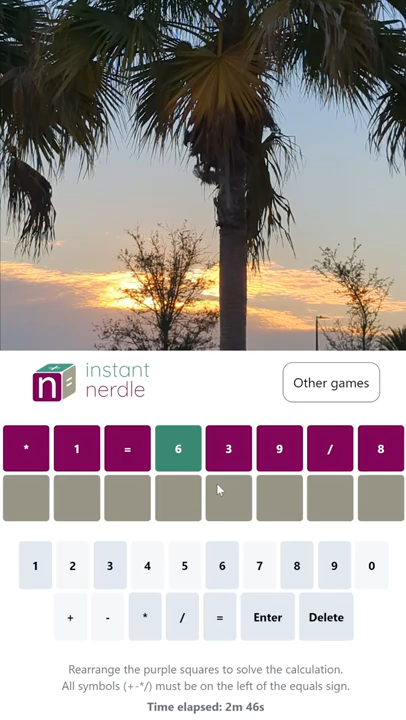 instant
nerdle
n
Other games
* 1 = 6 3 9 / 8
1 2 3 4 5 6 7 8 9 0
+ - * / = Enter Delete
Rearrange the purple squares to solve the calculation.
All symbols (+-*/) must be on the left of the equals sign.
Time elapsed: 2m 46s